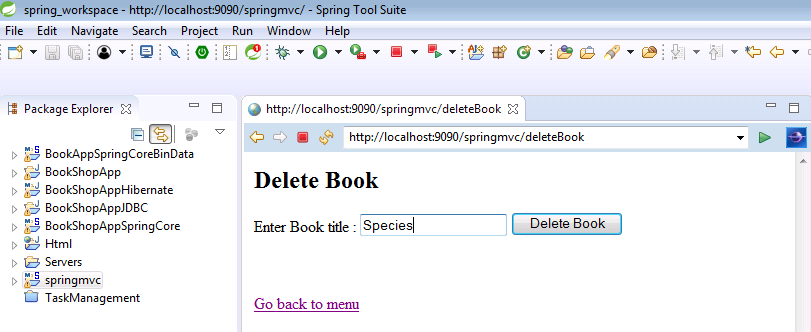 spring_workspace - http://localhost:9090/springmvc/ - Spring Tool Suite
File Edit Navigate Search Project Run Window Help
Package Explorer
BookAppSpringCoreBinData
BookShopApp
BookShopAppHibernate
BookShopAppJDBC
BookShopAppSpringCore
Html
Servers
springmvc
TaskManagement
http://localhost:9090/springmvc/deleteBook
http://localhost:9090/springmvc/deleteBook
Delete Book
Enter Book title : Species Delete Book
Go back to menu